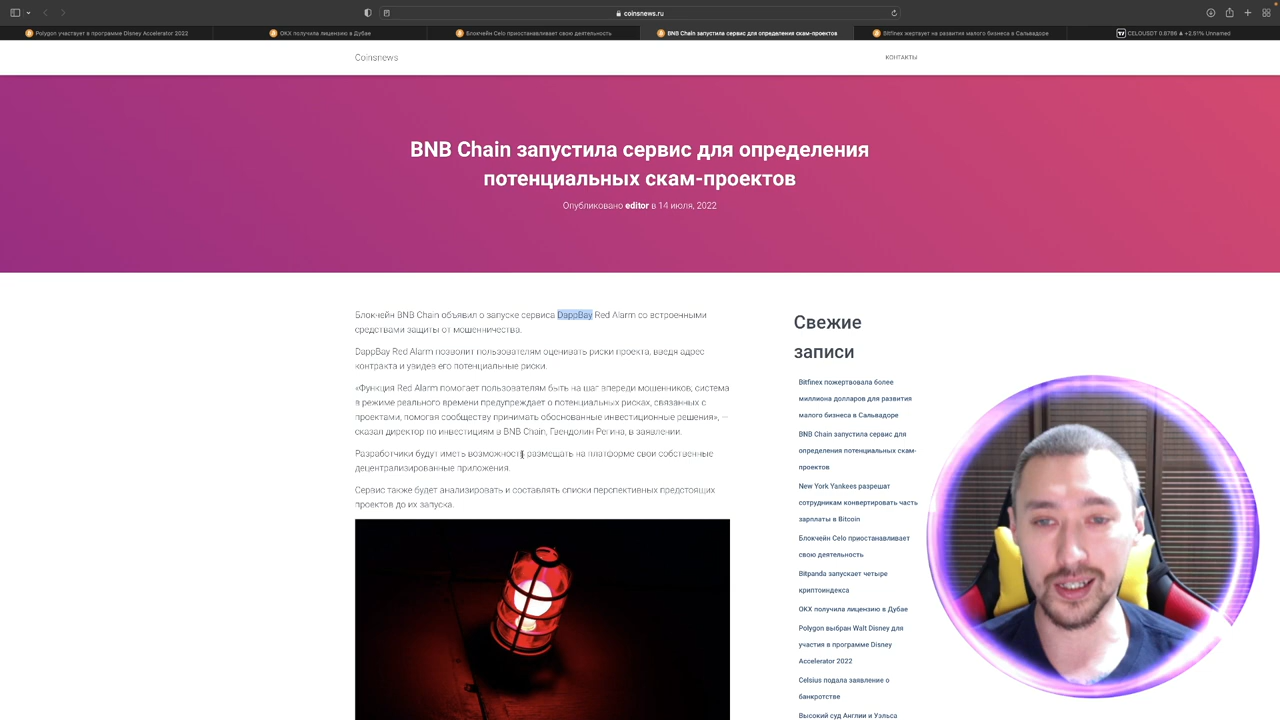 coinsnews.ru
Polygon участвует в программе Disney Accelerator 2022
OKX получила лицензию в Дубае
Блокчейн Celo приостанавливает свою деятельность
BNB Chain запустила сервис для определения скам-проектов
Bitfinex жертвует на развития малого бизнеса в Сальвадоре
CELOUSDT 0.8796 ▲ +2.61% Unnamed
Coinsnews
КОНТАКТЫ
BNB Chain запустила сервис для определения
потенциальных скам-проектов
Опубликовано editor в 14 июля, 2022
Блокчейн BNB Chain объявил о запуске сервиса DappBay Red Alarm со встроенными
средствами защиты от мошенничества.
DappBay Red Alarm позволит пользователям оценивать риски проекта, введя адрес
контракта и увидев его потенциальные риски.
«Функция Red Alarm помогает пользователям быть на шаг впереди мошенников, система
в режиме реального времени предупреждает о потенциальных рисках, связанных с
проектами, помогая сообществу принимать обоснованные инвестиционные решения», —
сказал директор по инвестициям в BNB Chain, Гвендолин Регина, в заявлении.
Разработчики будут иметь возможность размещать на платформе свои собственные
децентрализованные приложения.
Сервис также будет анализировать и составлять списки перспективных предстоящих
проектов до их запуска.
Свежие
записи
Bitfinex пожертвовала более
миллиона долларов для развития
малого бизнеса в Сальвадоре
BNB Chain запустила сервис для
определения потенциальных скам-
проектов
New York Yankees разрешат
сотрудникам конвертировать часть
зарплаты в Bitcoin
Блокчейн Celo приостанавливает
свою деятельность
Bitpanda запускает четыре
криптоиндекса
OKX получила лицензию в Дубае
Polygon выбран Walt Disney для
участия в программе Disney
Accelerator 2022
Celsius подала заявление о
банкротстве
Высокий суд Англии и Уэльса